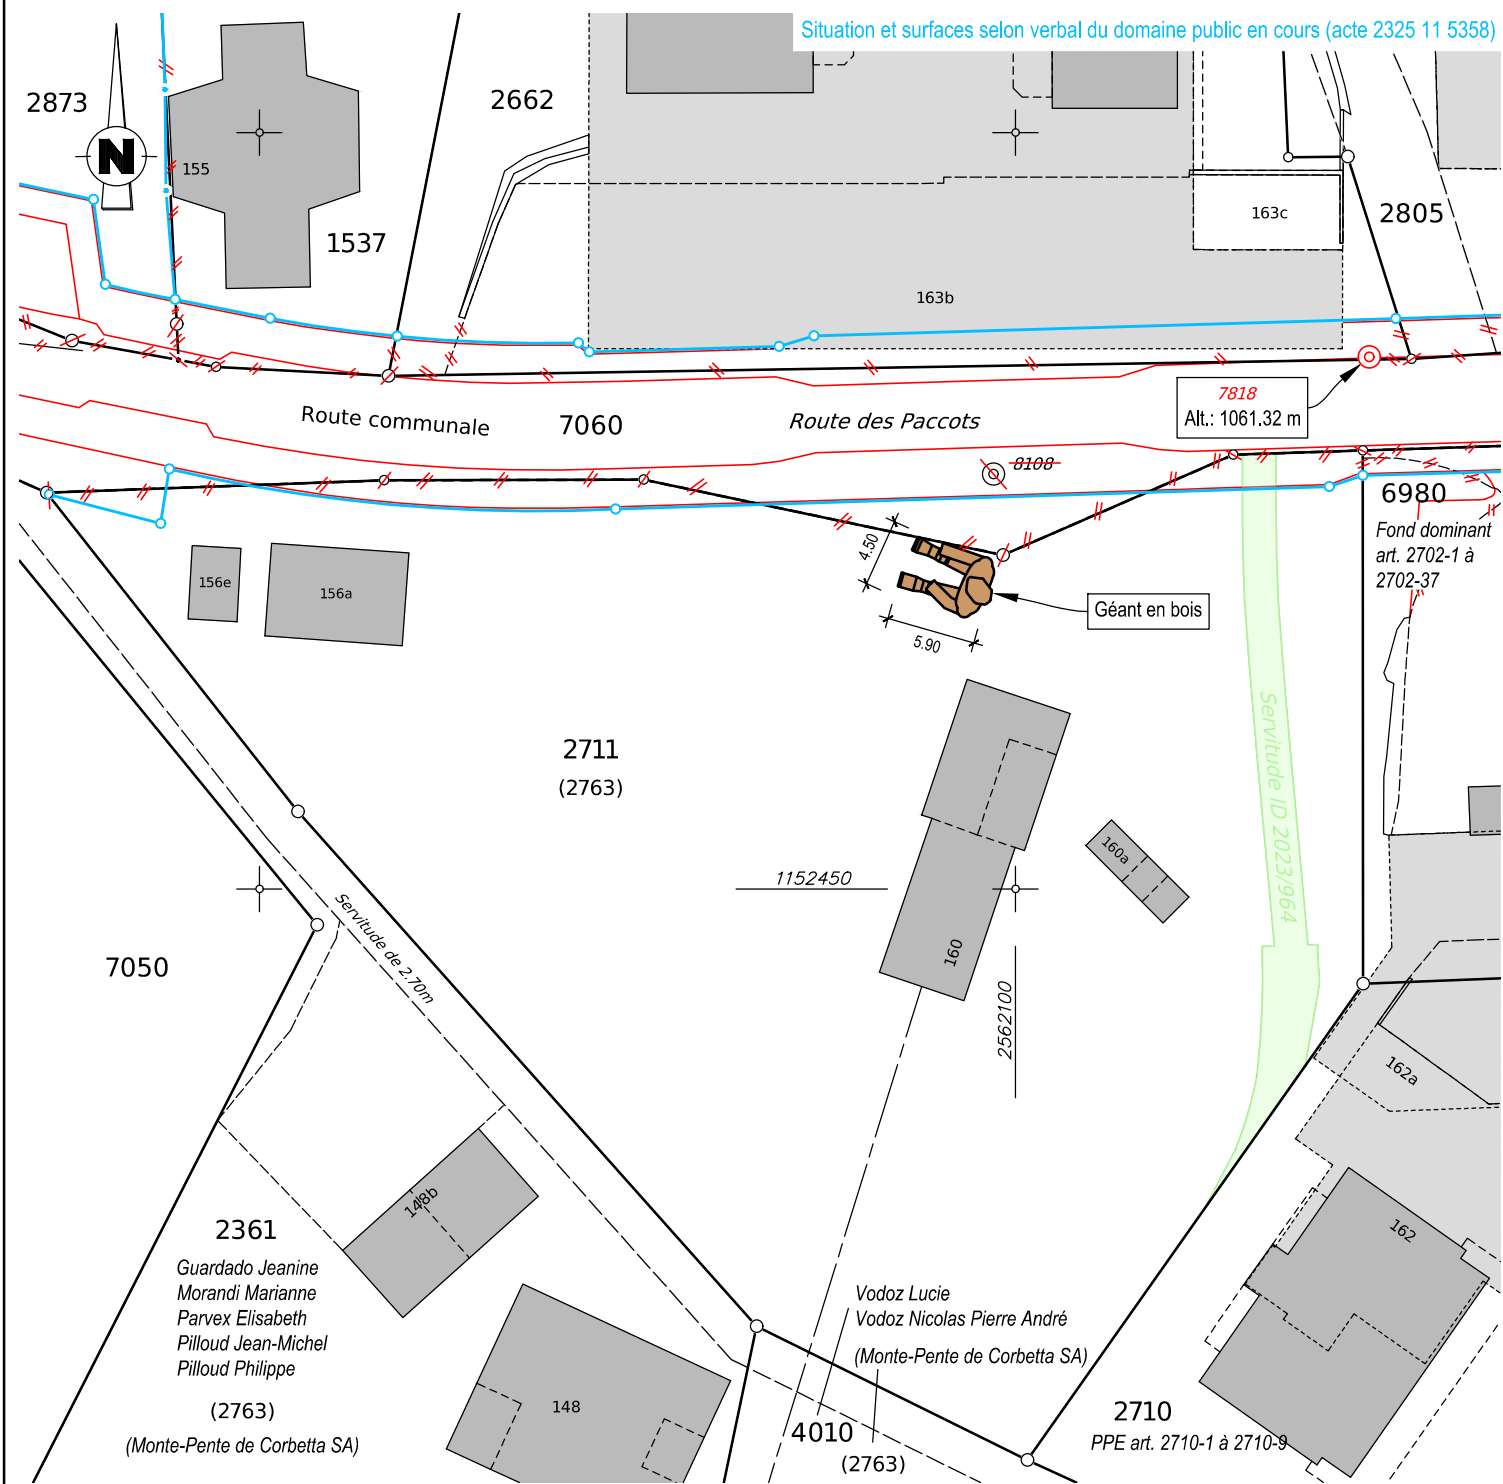 Situation et surfaces selon verbal du domaine public en cours (acte 2325 11 5358)
2873
2662
N
155
1537
163c
2805
163b
7818
Alt.: 1061.32 m
Route communale
7060
Route des Paccots
8108
6980
Fond dominant
art. 2702-1 à
2702-37
4.50
156e
156a
Géant en bois
5.90
2711
(2763)
Servitude ID 2023/964
160a
1152450
160
Servitude de 2.70m
7050
2562100
162a
148b
2361
Guardado Jeanine
Morandi Marianne
Parvex Elisabeth
Pilloud Jean-Michel
Pilloud Philippe
(2763)
(Monte-Pente de Corbetta SA)
162
Vodoz Lucie
Vodoz Nicolas Pierre André
(Monte-Pente de Corbetta SA)
148
4010
(2763)
2710
PPE art. 2710-1 à 2710-9